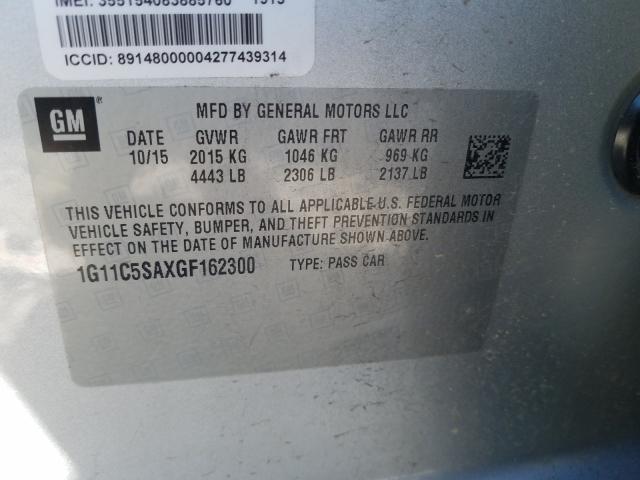 ICCID: 89148000004277439314
GM®
MFD BY GENERAL MOTORS LLC
DATE GVWR GAWR FRT GAWR RR
10/15 2015 KG 1046 KG 969 KG
4443 LB 2306 LB 2137 LB
THIS VEHICLE CONFORMS TO ALL APPLICABLE U.S. FEDERAL MOTOR
VEHICLE SAFETY, BUMPER, AND THEFT PREVENTION STANDARDS IN
EFFECT ON THE DATE OF MANUFACTURE SHOWN ABOVE.
1G11C5SAXGF162300 TYPE: PASS CAR